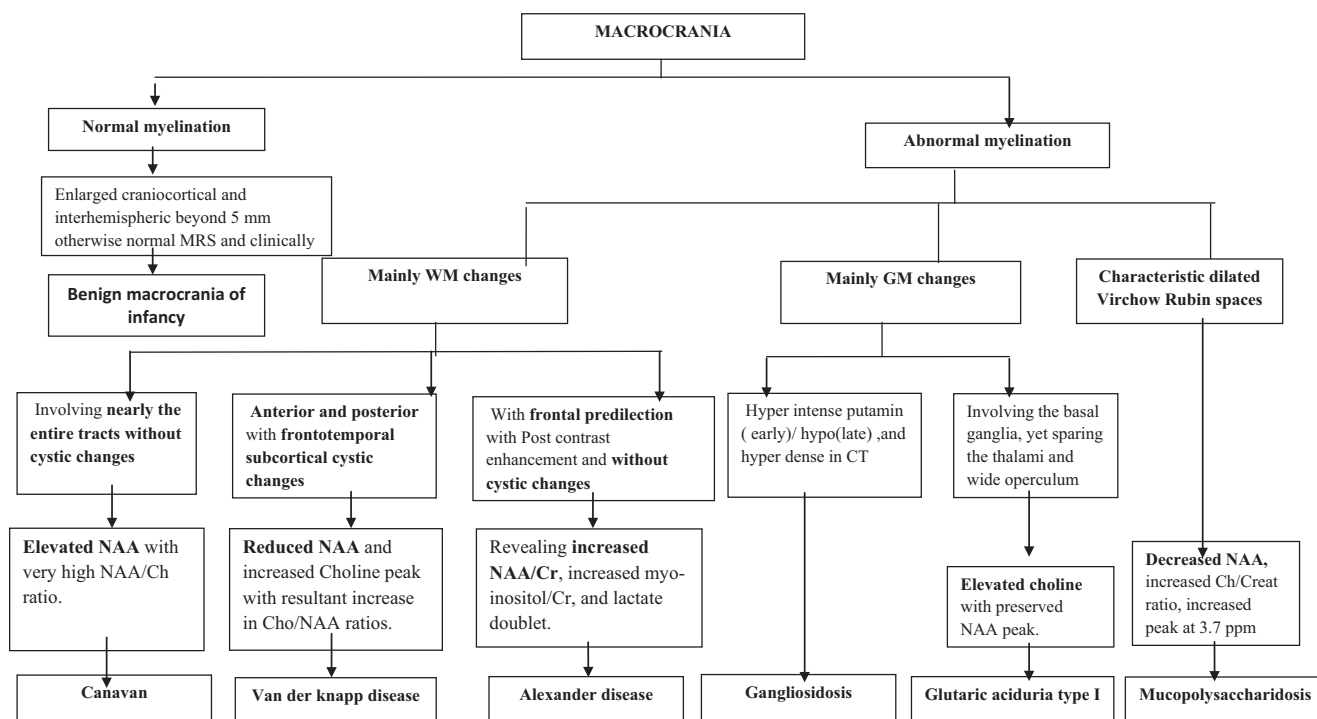 MACROCRANIA
Normal myelination
Abnormal myelination
Enlarged craniocortical and
interhemispheric beyond 5 mm
otherwise normal MRS and clinically
Benign macrocrania of
infancy
Mainly WM changes
Mainly GM changes
Characteristic dilated
Virchow Rubin spaces
Involving nearly the
entire tracts without
cystic changes
Anterior and posterior
with frontotemporal
subcortical cystic
changes
With frontal predilection
with Post contrast
enhancement and without
cystic changes
Hyper intense putamin
( early)/ hypo(late) ,and
hyper dense in CT
Involving the basal
ganglia, yet sparing
the thalami and
wide operculum
Elevated NAA with
very high NAA/Ch
ratio.
Reduced NAA and
increased Choline peak
with resultant increase
in Cho/NAA ratios.
Revealing increased
NAA/Cr, increased myo-
inositol/Cr, and lactate
doublet.
Elevated choline
with preserved
NAA peak.
Decreased NAA,
increased Ch/Creat
ratio, increased
peak at 3.7 ppm
Canavan
Van der knapp disease
Alexander disease
Gangliosidosis
Glutaric aciduria type I
Mucopolysaccharidosis